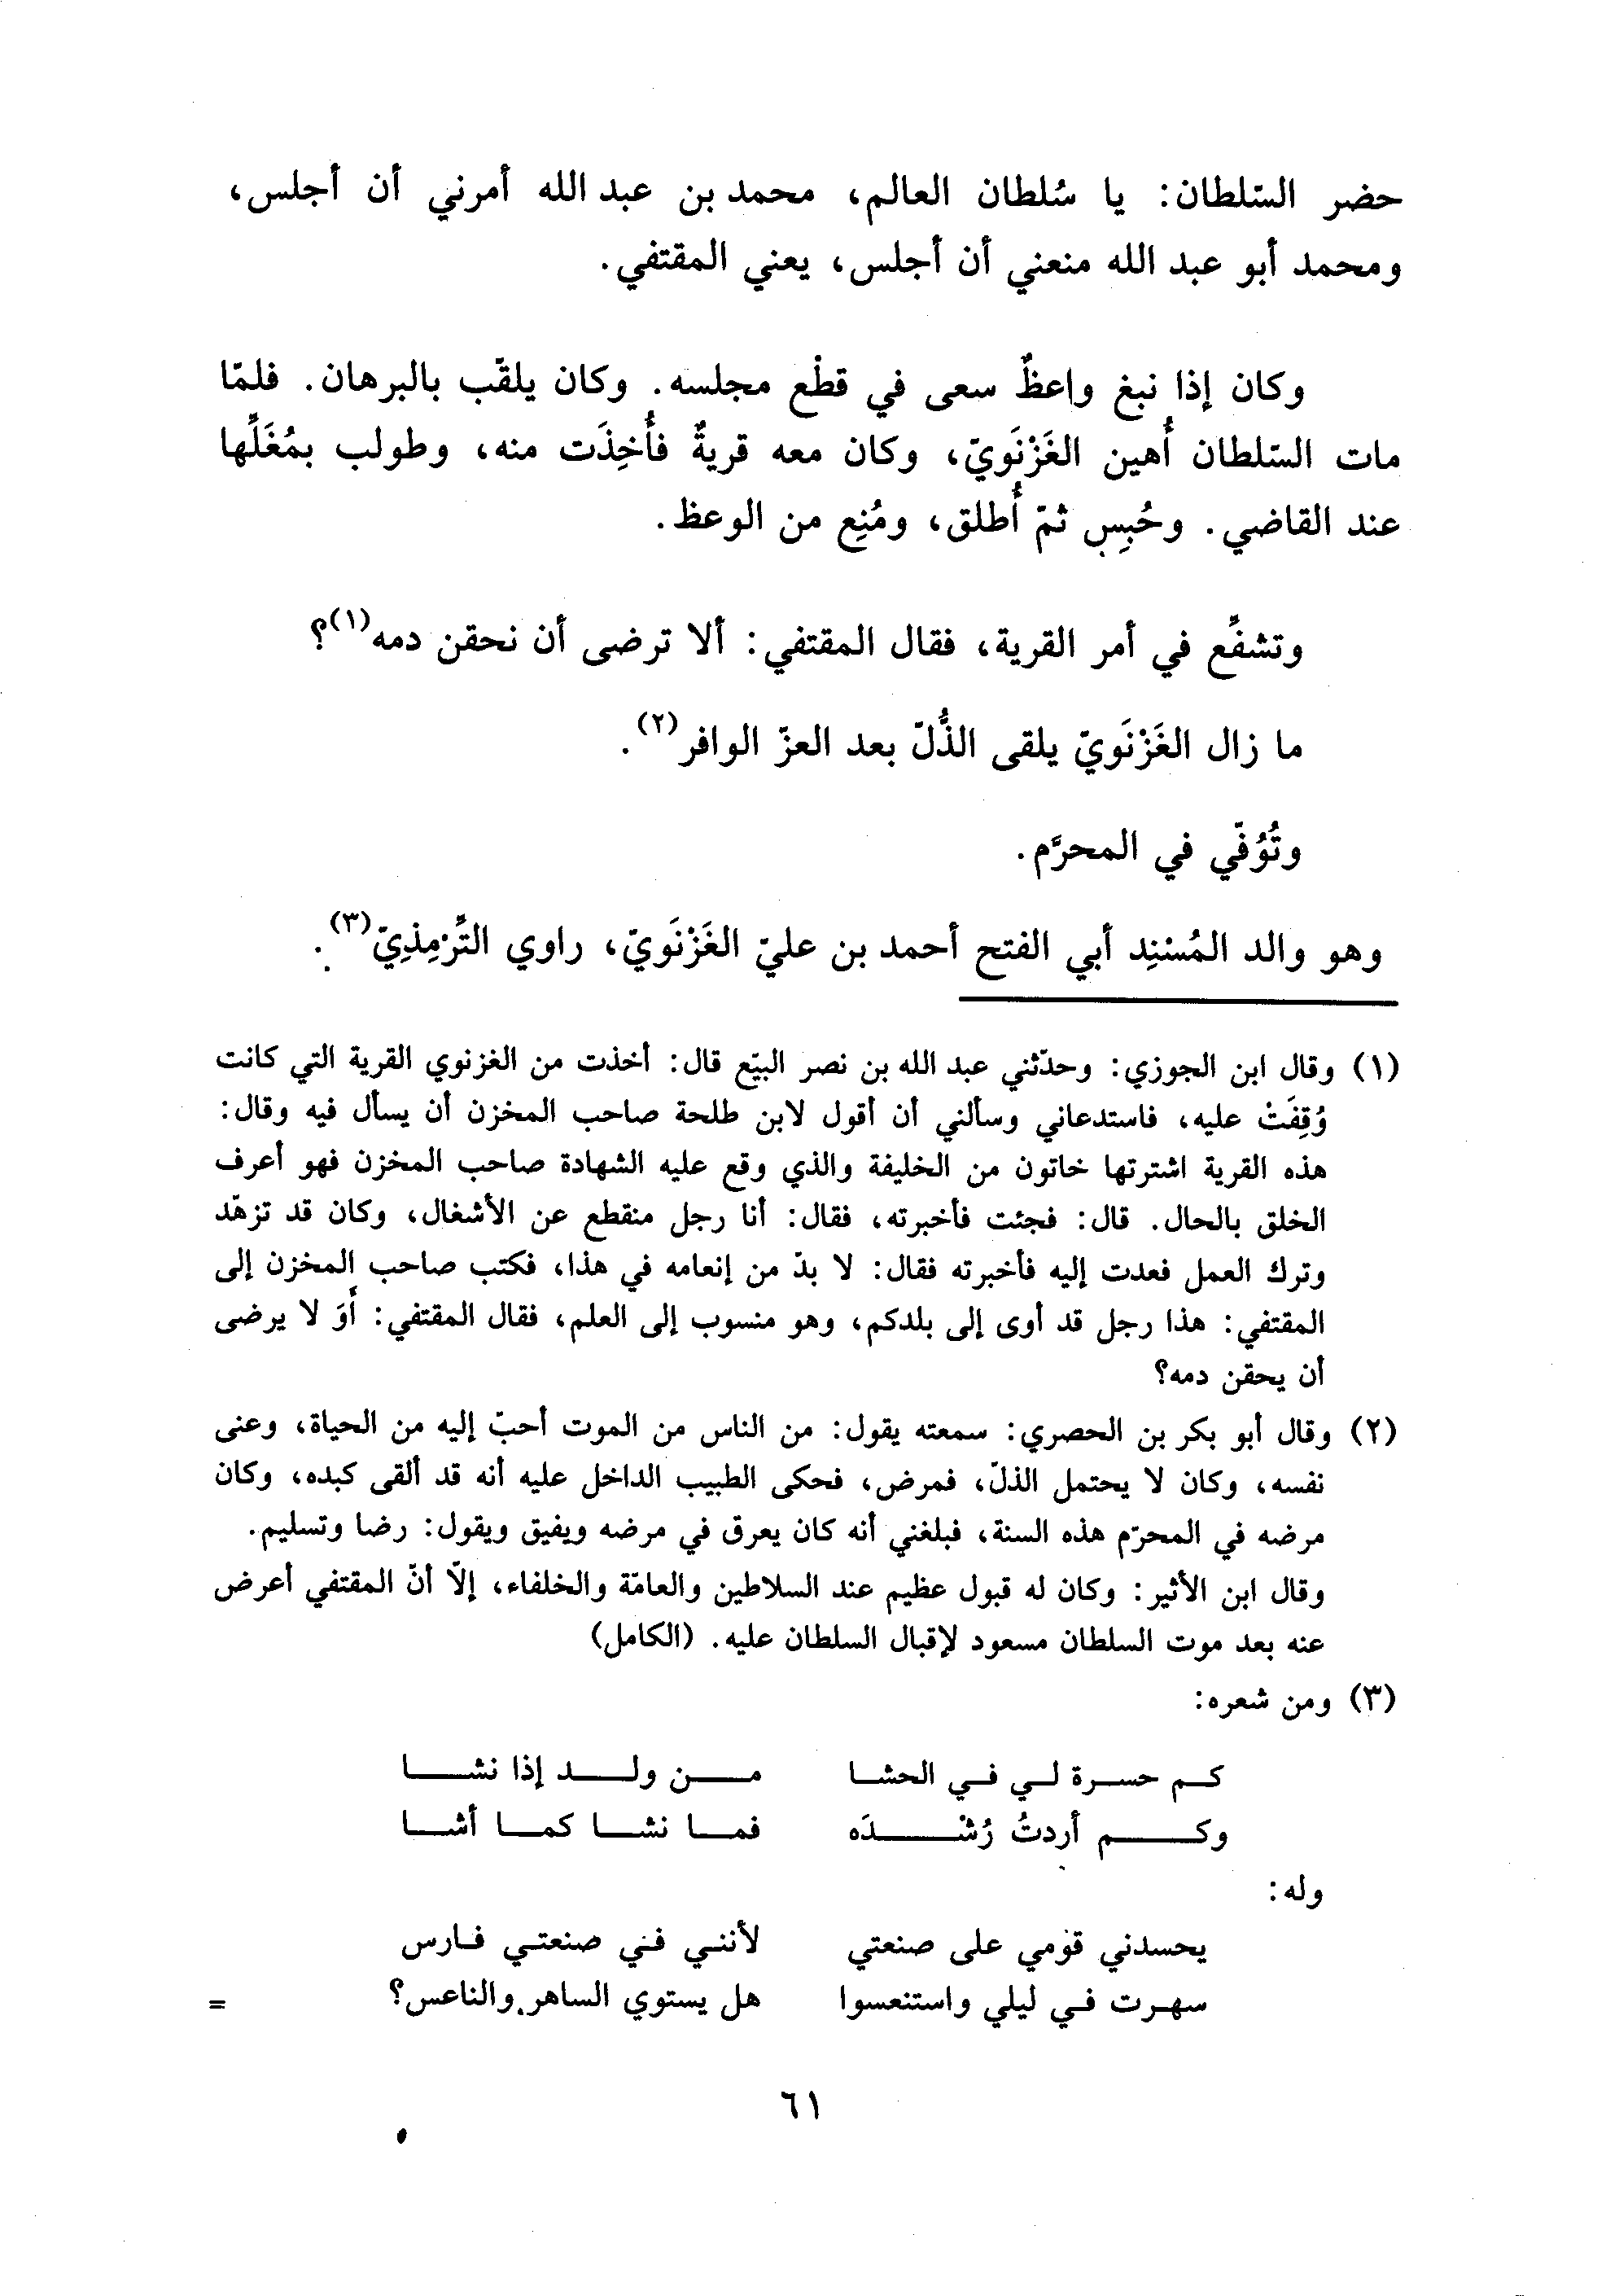 حضر السّلطان: يا سُلطان العالم، محمد بن عبد الله أمرني أن أجلس،
ومحمد أبو عبد الله منعني أن أجلس، يعني المقتفي.
وكان إذا نبغ واعظٌ سعى في قطْع مجلسه. وكان يلقّب بالبرهان. فلمّا
مات السّلطان أُهين الغَزْنَويّ، وكان معه قريةٌ فأُخِذَت منه، وطولب بمُغَلِّها
عند القاضي. وحُبِس ثمّ أُطلق، ومُنِع من الوعظ.
وتشفَّع في أمر القرية، فقال المقتفي: ألا ترضى أن نحقن دمه(١)؟
ما زال الغَزْنَويّ يلقى الذُّلّ بعد العزّ الوافر(٢).
وتُوُفّي في المحرَّم.
وهو والد المُسْنِد أبي الفتح أحمد بن عليّ الغَزْنَويّ، راوي التِّرْمِذِيّ(٣).
(١) وقال ابن الجوزي: وحدّثني عبد الله بن نصر البيّع قال: أخذت من الغزنوي القرية التي كانت
وُقِفَتْ عليه، فاستدعاني وسألني أن أقول لابن طلحة صاحب المخزن أن يسأل فيه وقال:
هذه القرية اشترتها خاتون من الخليفة والذي وقع عليه الشهادة صاحب المخزن فهو أعرف
الخلق بالحال. قال: فجئت فأخبرته، فقال: أنا رجل منقطع عن الأشغال، وكان قد تزهّد
وترك العمل فعدت إليه فأخبرته فقال: لا بدّ من إنعامه في هذا، فكتب صاحب المخزن إلى
المقتفي: هذا رجل قد أوى إلى بلدكم، وهو منسوب إلى العلم، فقال المقتفي: أَوَ لا يرضى
أن يحقن دمه؟
(٢) وقال أبو بكر بن الحصري: سمعته يقول: من الناس من الموت أحبّ إليه من الحياة، وعنى
نفسه، وكان لا يحتمل الذلّ، فمرض، فحكى الطبيب الداخل عليه أنه قد ألقى كبده، وكان
مرضه في المحرّم هذه السنة، فبلغني أنه كان يعرق في مرضه ويفيق ويقول: رضا وتسليم.
وقال ابن الأثير: وكان له قبول عظيم عند السلاطين والعامّة والخلفاء، إلّا أنّ المقتفي أعرض
عنه بعد موت السلطان مسعود لإقبال السلطان عليه. (الكامل)
(٣) ومن شعره:
كم حسرة لي في الحشا من ولد إذا نشا
وكم أردتُ رُشْدَه فما نشا كما أشا
وله:
يحسدني قومي على صنعتي لأنني في صنعتي فارس
سهرت في ليلي واستنعسوا هل يستوي الساهر والناعس؟ =
٦١